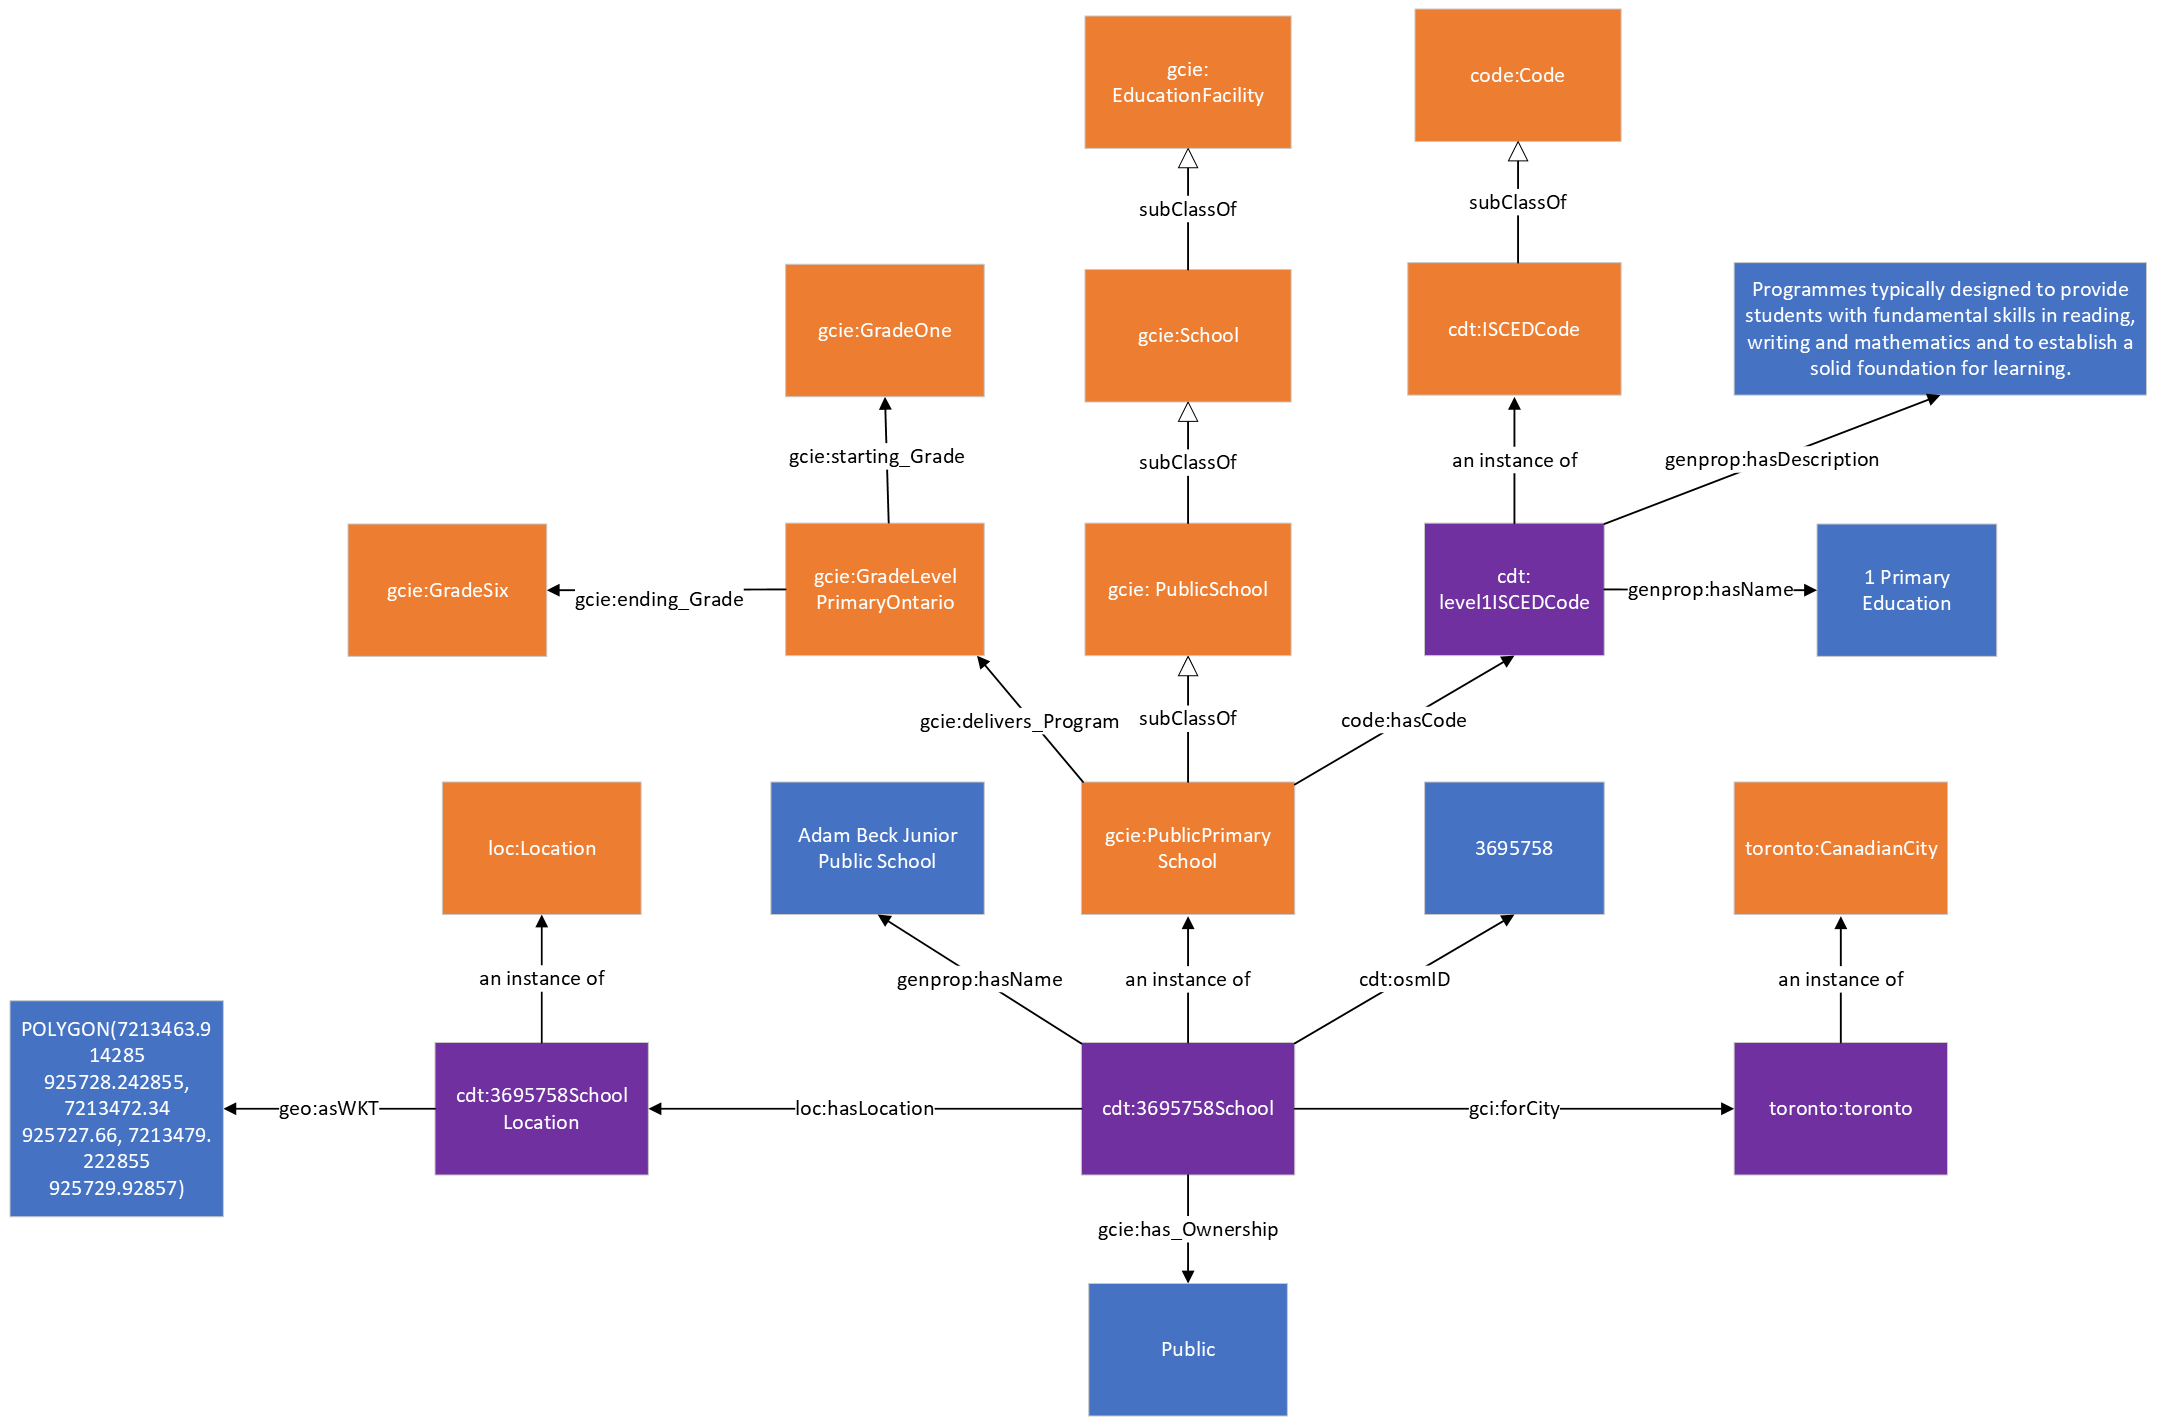 gcie:
EducationFacility
code:Code
subClassOf
subClassOf
gcie:GradeOne
gcie:School
cdt:ISCEDCode
Programmes typically designed to provide
students with fundamental skills in reading,
writing and mathematics and to establish a
solid foundation for learning.
gcie:starting_Grade
subClassOf
an instance of
genprop:hasDescription
gcie:GradeSix
gcie:ending_Grade
gcie:GradeLevel
PrimaryOntario
gcie: PublicSchool
cdt:
level1ISCEDCode
genprop:hasName
1 Primary
Education
gcie:delivers_Program
subClassOf
code:hasCode
loc:Location
Adam Beck Junior
Public School
gcie:PublicPrimary
School
3695758
toronto:CanadianCity
an instance of
genprop:hasName
an instance of
cdt:osmID
an instance of
POLYGON(7213463.9
14285
925728.242855,
7213472.34
925727.66, 7213479.
222855
925729.92857)
geo:asWKT
cdt:3695758School
Location
loc:hasLocation
cdt:3695758School
gci:forCity
toronto:toronto
gcie:has_Ownership
Public